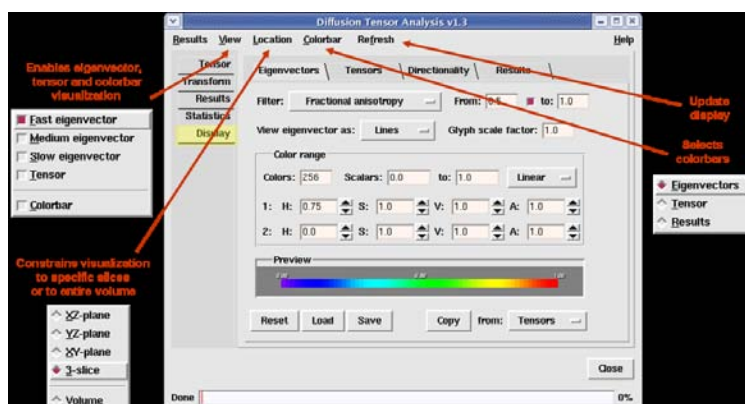 Diffusion Tensor Analysis v1.3
Results View Location Colorbar Refresh Help
Enables eigenvector,
tensor and colorbar
visualization
Fast eigenvector
Medium eigenvector
Slow eigenvector
Tensor
Colorbar
Constrains visualization
to specific slices
or to entire volume
XZ-plane
YZ-plane
XY-plane
3-slice
Volume
Tensor
Transform
Results
Statistics
Display
Eigenvectors Tensors Directionality Results
Filter: Fractional anisotropy From: 0.5 to: 1.0
View eigenvector as: Lines Glyph scale factor: 1.0
Color range
Colors: 256 Scalars: 0.0 to: 1.0 Linear
1: H: 0.75 S: 1.0 V: 1.0 A: 1.0
2: H: 0.0 S: 1.0 V: 1.0 A: 1.0
Preview
Reset Load Save Copy from: Tensors
Close
Done 0%
Update
display
Selects
colorbars
Eigenvectors
Tensor
Results